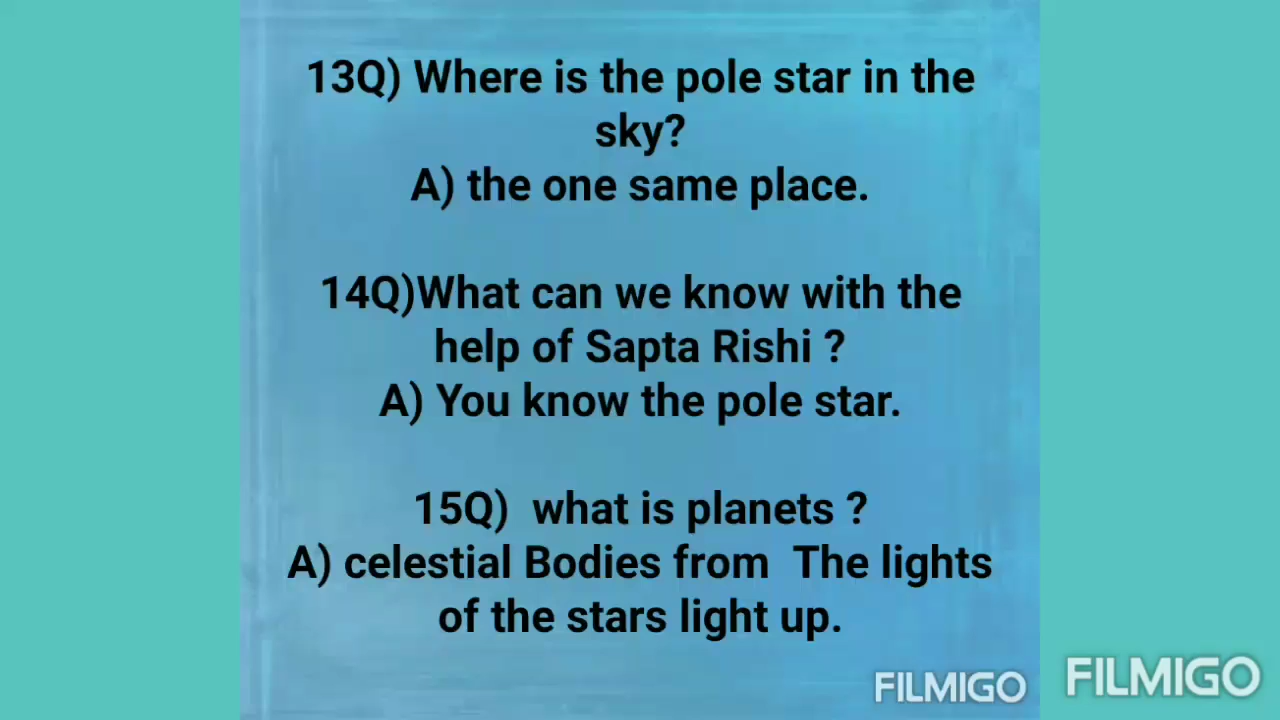 13Q) Where is the pole star in the
sky?
A) the one same place.
14Q)What can we know with the
help of Sapta Rishi ?
A) You know the pole star.
15Q)  what is planets ?
A) celestial Bodies from  The lights
of the stars light up.
FILMIGO
FILMIGO